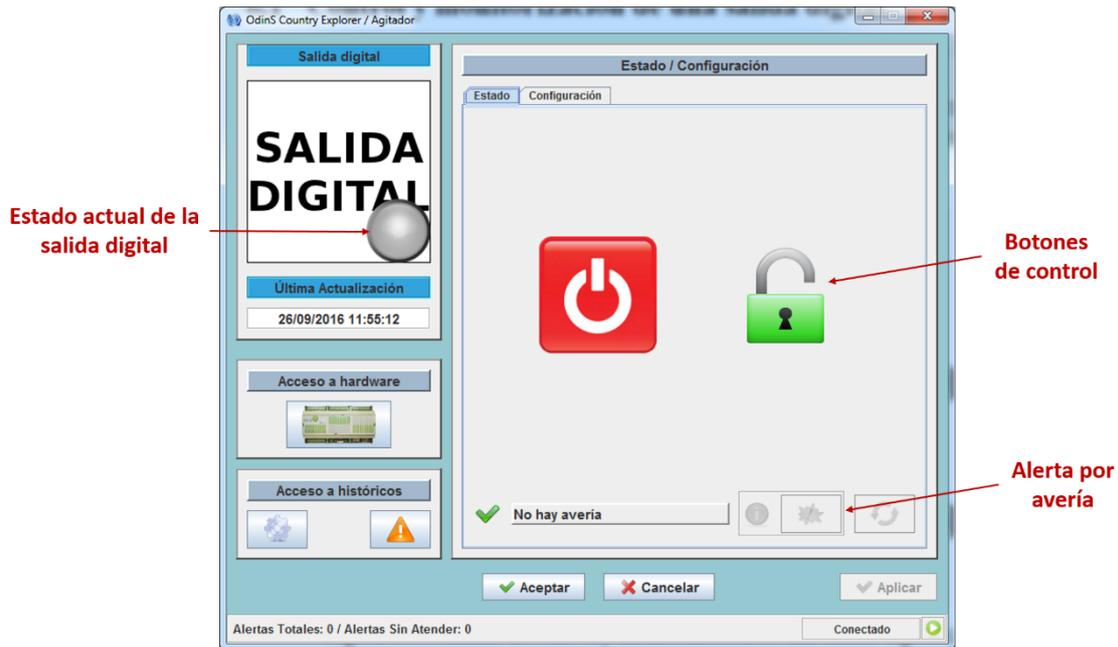 OdinS Country Explorer / Agitador
Salida digital
SALIDA
DIGITAL
Última Actualización
26/09/2016 11:55:12
Acceso a hardware
Acceso a históricos
Estado / Configuración
Estado
Configuración
No hay avería
Aceptar
Cancelar
Aplicar
Alertas Totales: 0 / Alertas Sin Atender: 0
Conectado
Estado actual de la
salida digital
Botones
de control
Alerta por
avería